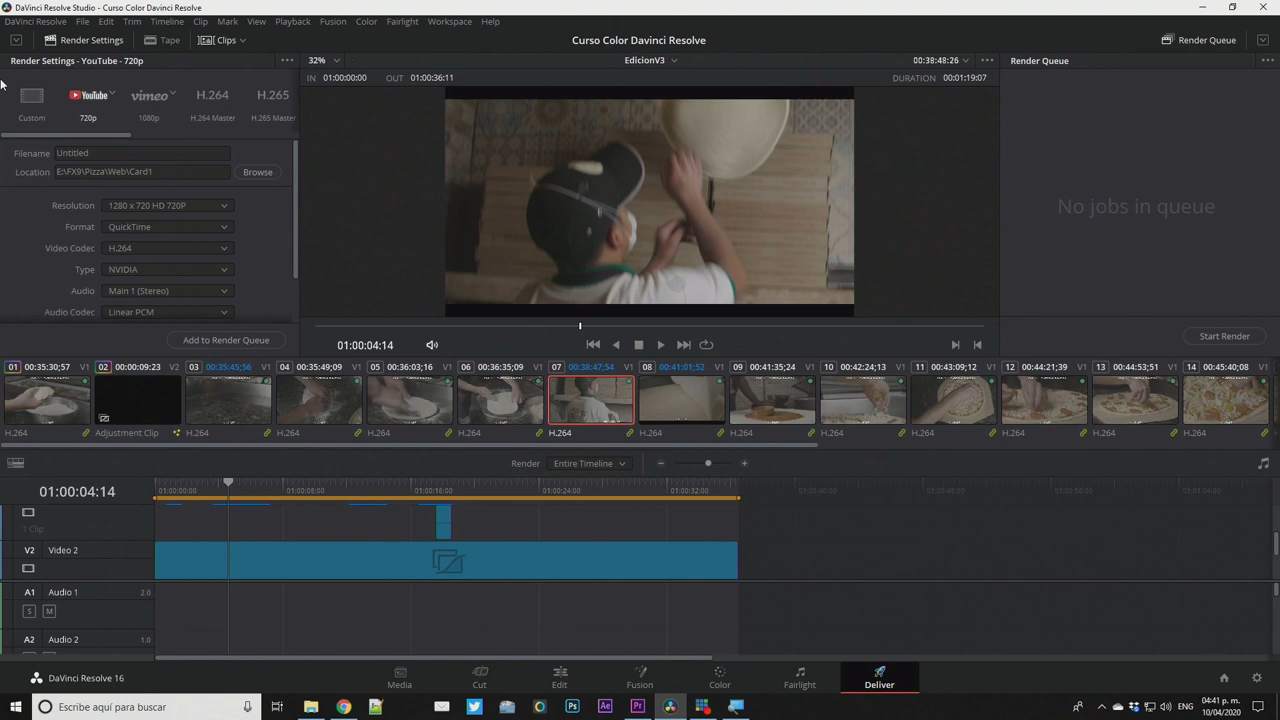 DaVinci Resolve Studio - Curso Color Davinci Resolve
DaVinci Resolve File Edit Trim Timeline Clip Mark View Playback Fusion Color Fairlight Workspace Help
Render Settings Tape Clips Curso Color Davinci Resolve Render Queue
Render Settings - YouTube - 720p 32% EdicionV3 00:38:48:26 Render Queue
IN 01:00:00:00 OUT 01:00:36:11 DURATION 00:01:19:07
YouTube vimeo H.264 H.265
Custom 720p 1080p H.264 Master H.265 Master
Filename Untitled
Location E:\FX9\Pizza\Web\Card1 Browse
Resolution 1280 x 720 HD 720P
No jobs in queue
Format QuickTime
Video Codec H.264
Type NVIDIA
Audio Main 1 (Stereo)
Audio Codec Linear PCM
Add to Render Queue 01:00:04:14 Start Render
01 00:35:30;57 V1 02 00:00:09:23 V2 03 00:35:45;56 V1 04 00:35:49;09 V1 05 00:36:03;16 V1 06 00:36:35;09 V1 07 00:38:47;54 V1 08 00:41:01;52 V1 09 00:41:35;24 V1 10 00:42:24;13 V1 11 00:43:09;12 V1 12 00:44:21;39 V1 13 00:44:53;51 V1 14 00:45:40;08 V1
H.264 Adjustment Clip H.264 H.264 H.264 H.264 H.264 H.264 H.264 H.264 H.264 H.264 H.264 H.264
Render Entire Timeline
01:00:04:14 01:00:00:00 01:00:08:00 01:00:16:00 01:00:24:00 01:00:32:00 01:00:40:00 01:00:48:00 01:00:56:00 01:01:04:00
1 Clip
V2 Video 2
A1 Audio 1 2.0
S M
A2 Audio 2 1.0
DaVinci Resolve 16 Media Cut Edit Fusion Color Fairlight Deliver
Escribe aquí para buscar Ps Ae Pr ENG 04:41 p. m.
10/04/2020